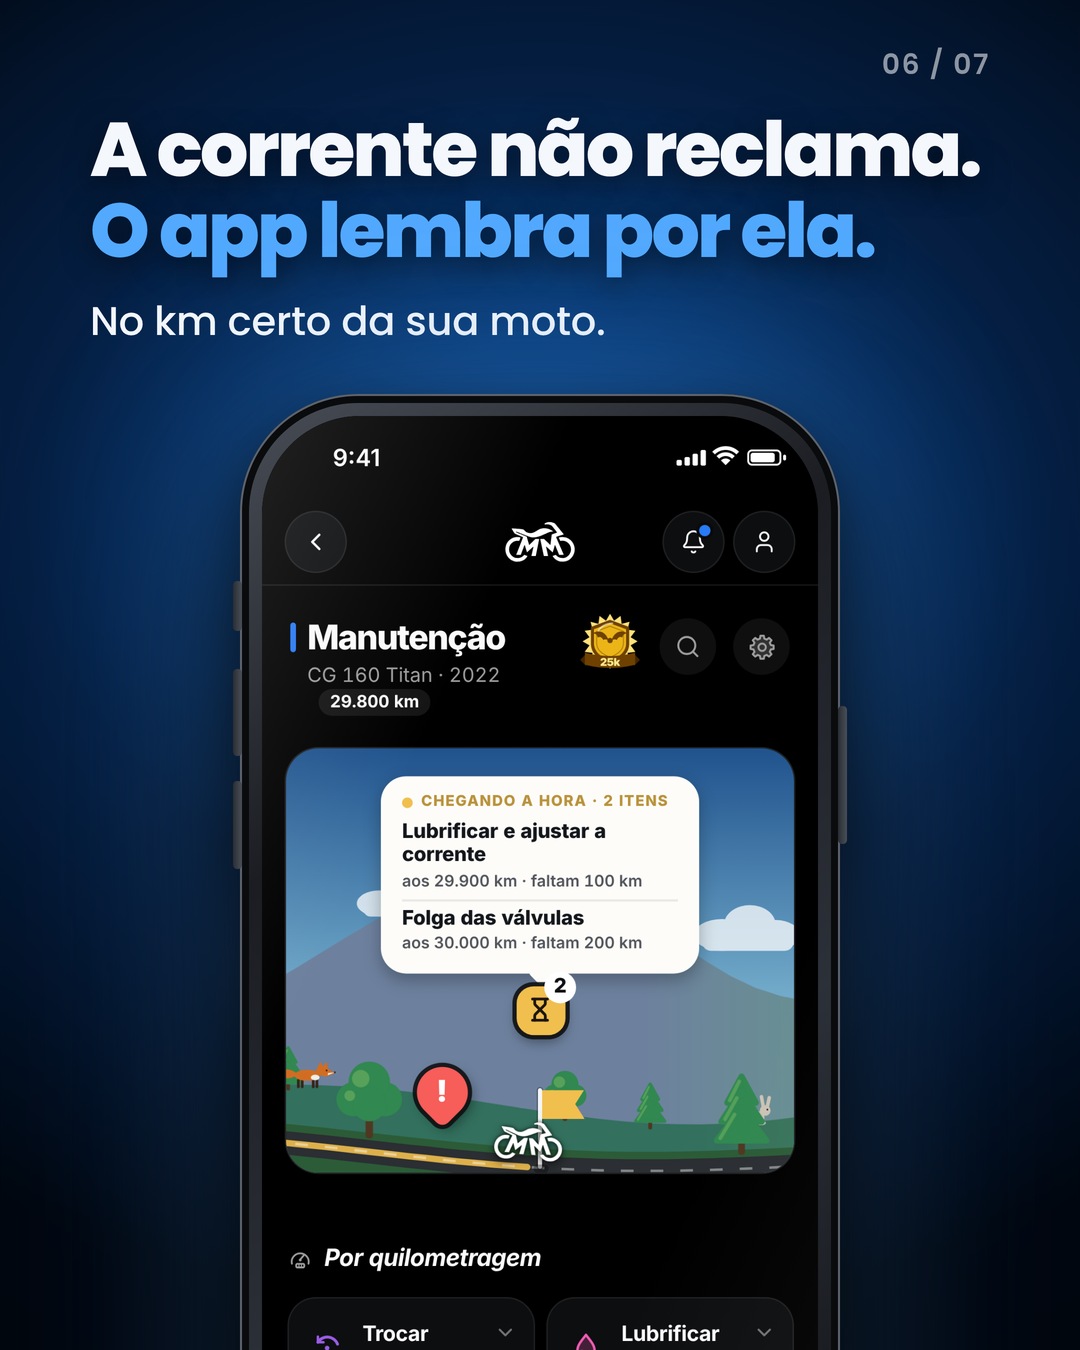 06 / 07
A corrente não reclama.
O app lembra por ela.
No km certo da sua moto.
9:41
MM
Manutenção
CG 160 Titan · 2022
29.800 km
25k
CHEGANDO A HORA · 2 ITENS
Lubrificar e ajustar a
corrente
aos 29.900 km · faltam 100 km
Folga das válvulas
aos 30.000 km · faltam 200 km
2
!
MM
Por quilometragem
Trocar
Lubrificar